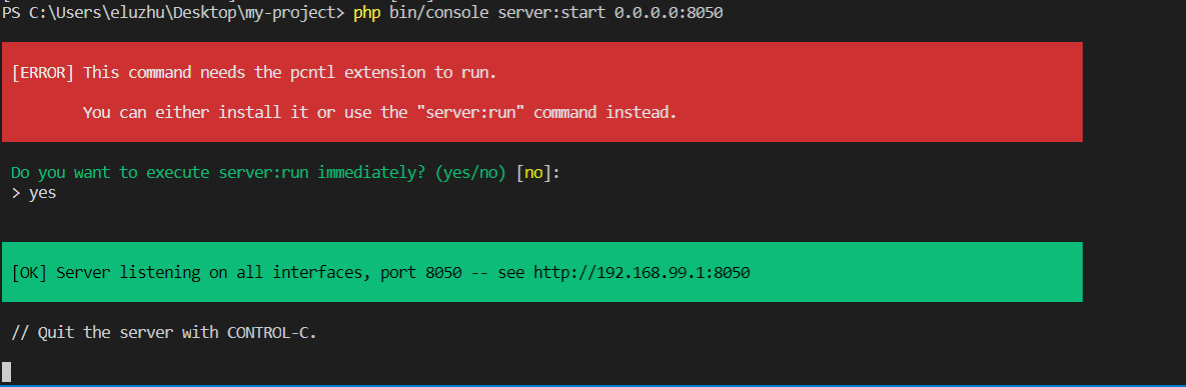 PS C:\Users\eluzhu\Desktop\my-project> php bin/console server:start 0.0.0.0:8050
[ERROR] This command needs the pcntl extension to run.
You can either install it or use the "server:run" command instead.
Do you want to execute server:run immediately? (yes/no) [no]:
> yes
[OK] Server listening on all interfaces, port 8050 -- see http://192.168.99.1:8050
// Quit the server with CONTROL-C.